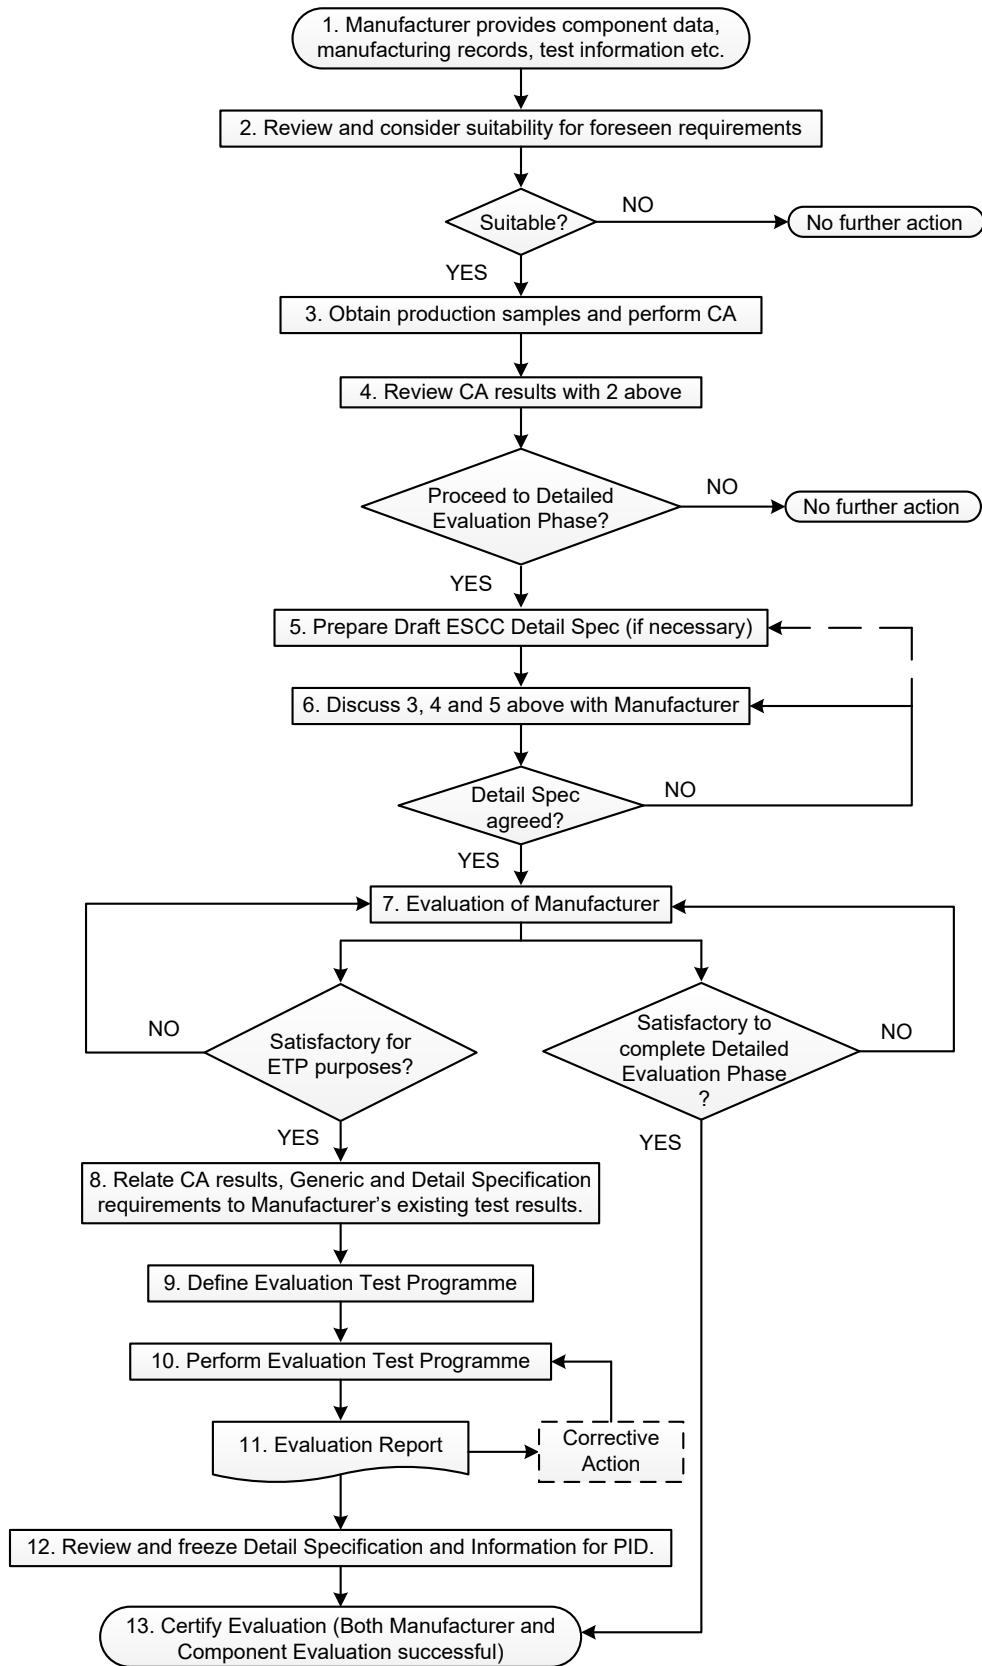 1. Manufacturer provides component data,
manufacturing records, test information etc.
2. Review and consider suitability for foreseen requirements
Suitable?
NO
No further action
YES
3. Obtain production samples and perform CA
4. Review CA results with 2 above
Proceed to Detailed
Evaluation Phase?
NO
No further action
YES
5. Prepare Draft ESCC Detail Spec (if necessary)
6. Discuss 3, 4 and 5 above with Manufacturer
Detail Spec
agreed?
NO
YES
7. Evaluation of Manufacturer
NO
Satisfactory for
ETP purposes?
Satisfactory to
complete Detailed
Evaluation Phase
?
NO
YES
YES
8. Relate CA results, Generic and Detail Specification
requirements to Manufacturer’s existing test results.
9. Define Evaluation Test Programme
10. Perform Evaluation Test Programme
11. Evaluation Report
Corrective
Action
12. Review and freeze Detail Specification and Information for PID.
13. Certify Evaluation (Both Manufacturer and
Component Evaluation successful)